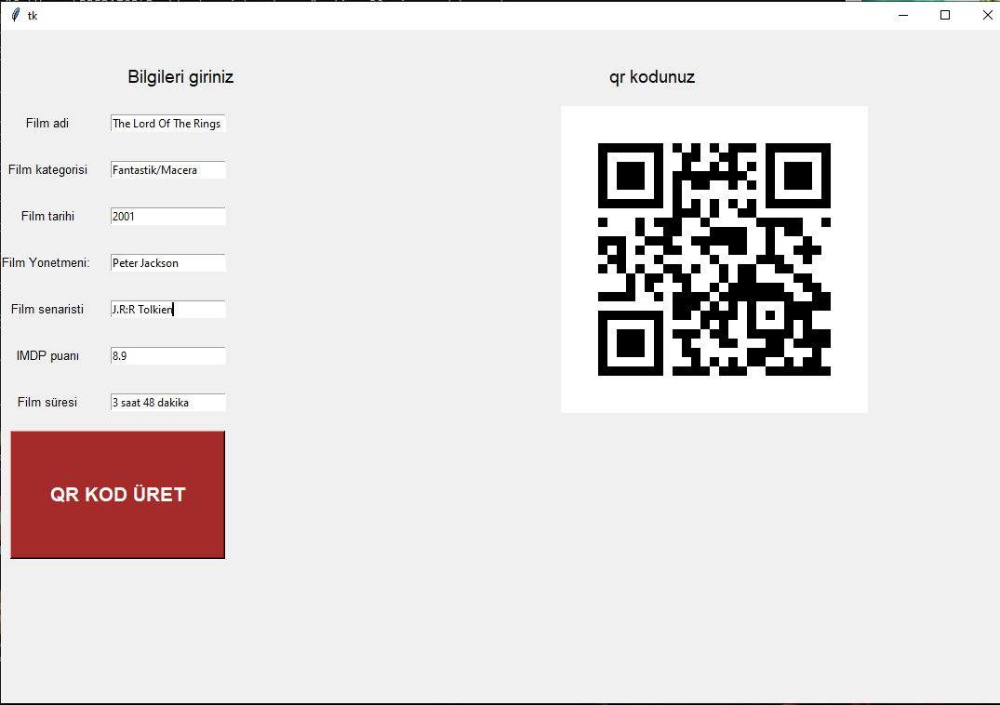 tk
Bilgileri giriniz
qr kodunuz
Film adi
The Lord Of The Rings
Film kategorisi
Fantastik/Macera
Film tarihi
2001
Film Yonetmeni:
Peter Jackson
Film senaristi
J.R:R Tolkien
IMDP puanı
8.9
Film süresi
3 saat 48 dakika
QR KOD ÜRET